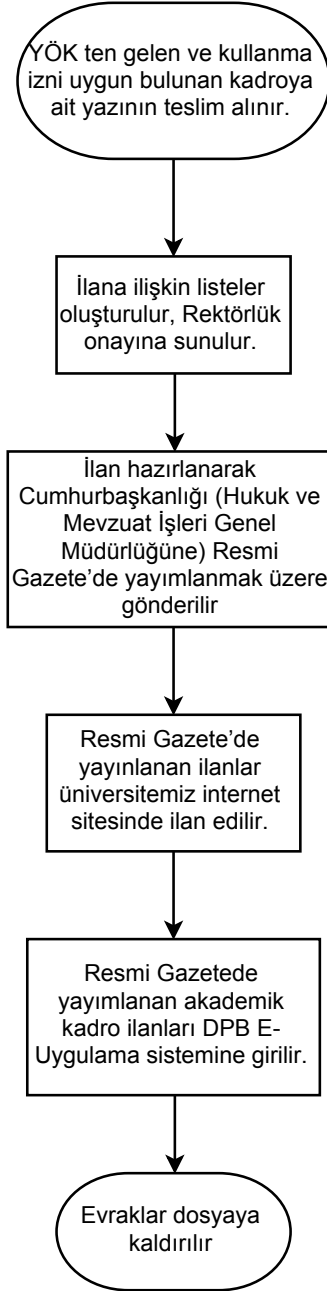 YÖK ten gelen ve kullanma
izni uygun bulunan kadroya
ait yazının teslim alınır.
İlana ilişkin listeler
oluşturulur, Rektörlük
onayına sunulur.
İlan hazırlanarak
Cumhurbaşkanlığı (Hukuk ve
Mevzuat İşleri Genel
Müdürlüğüne) Resmi
Gazete’de yayımlanmak üzere
gönderilir
Resmi Gazete’de
yayınlanan ilanlar
üniversitemiz internet
sitesinde ilan edilir.
Resmi Gazetede
yayımlanan akademik
kadro ilanları DPB E-
Uygulama sistemine girilir.
Evraklar dosyaya
kaldırılır